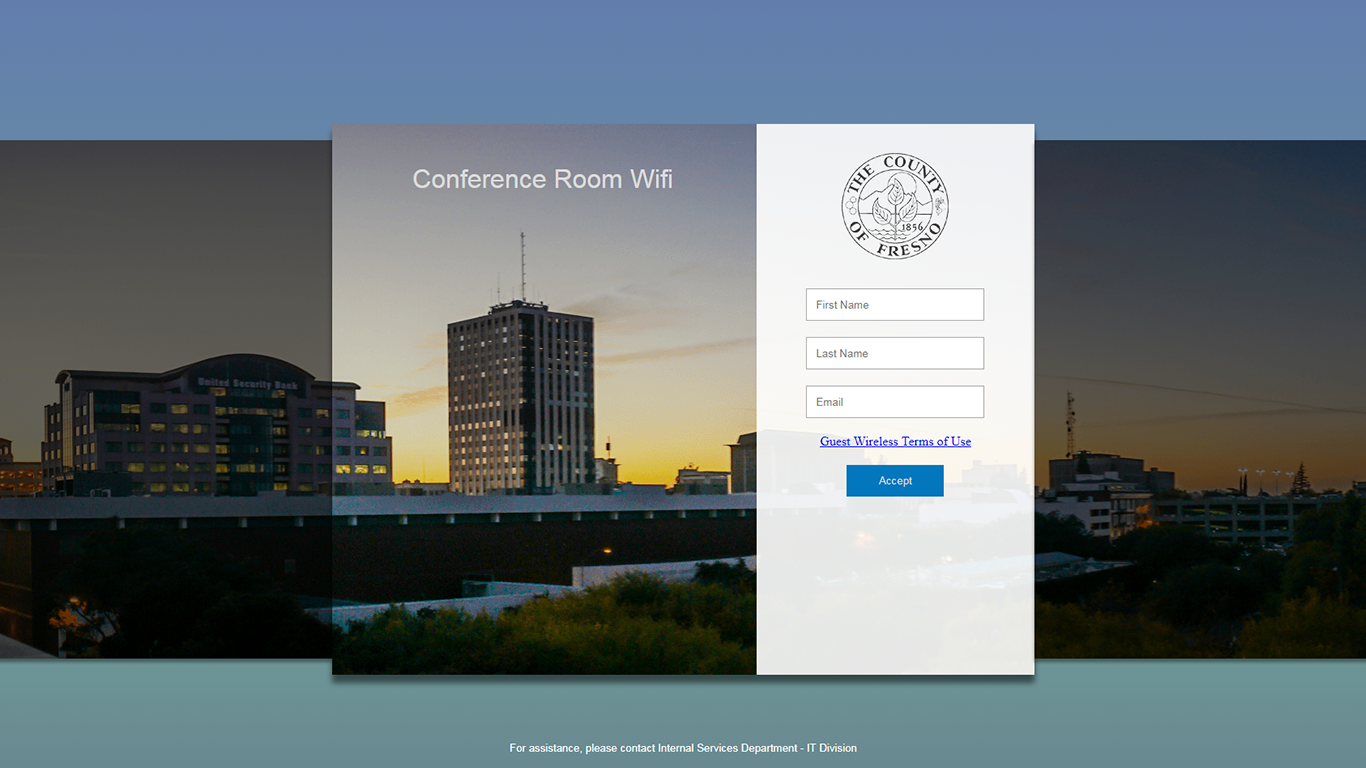 Conference Room Wifi
THE COUNTY
OF FRESNO
1856
First Name
Last Name
Email
Guest Wireless Terms of Use
Accept
United Security Bank
For assistance, please contact Internal Services Department - IT Division